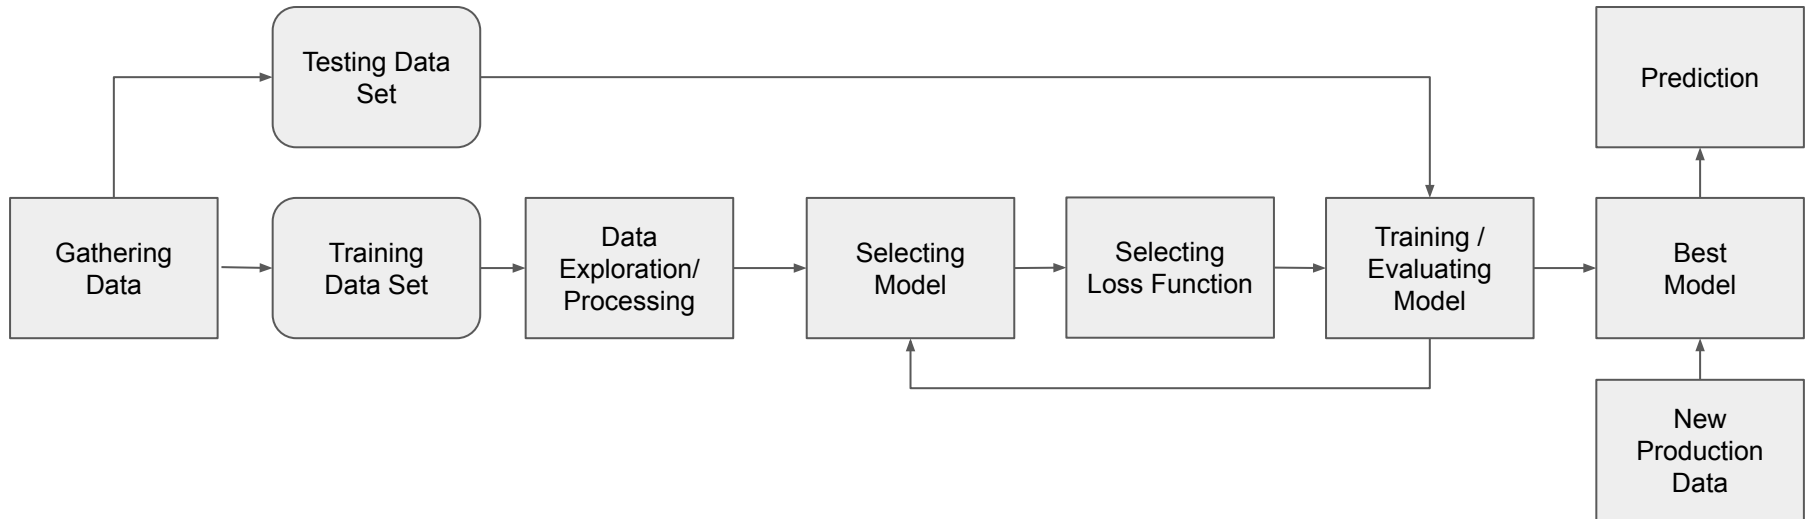 Testing Data
Set
Prediction
Gathering
Data
Training
Data Set
Data
Exploration/
Processing
Selecting
Model
Selecting
Loss Function
Training /
Evaluating
Model
Best
Model
New
Production
Data